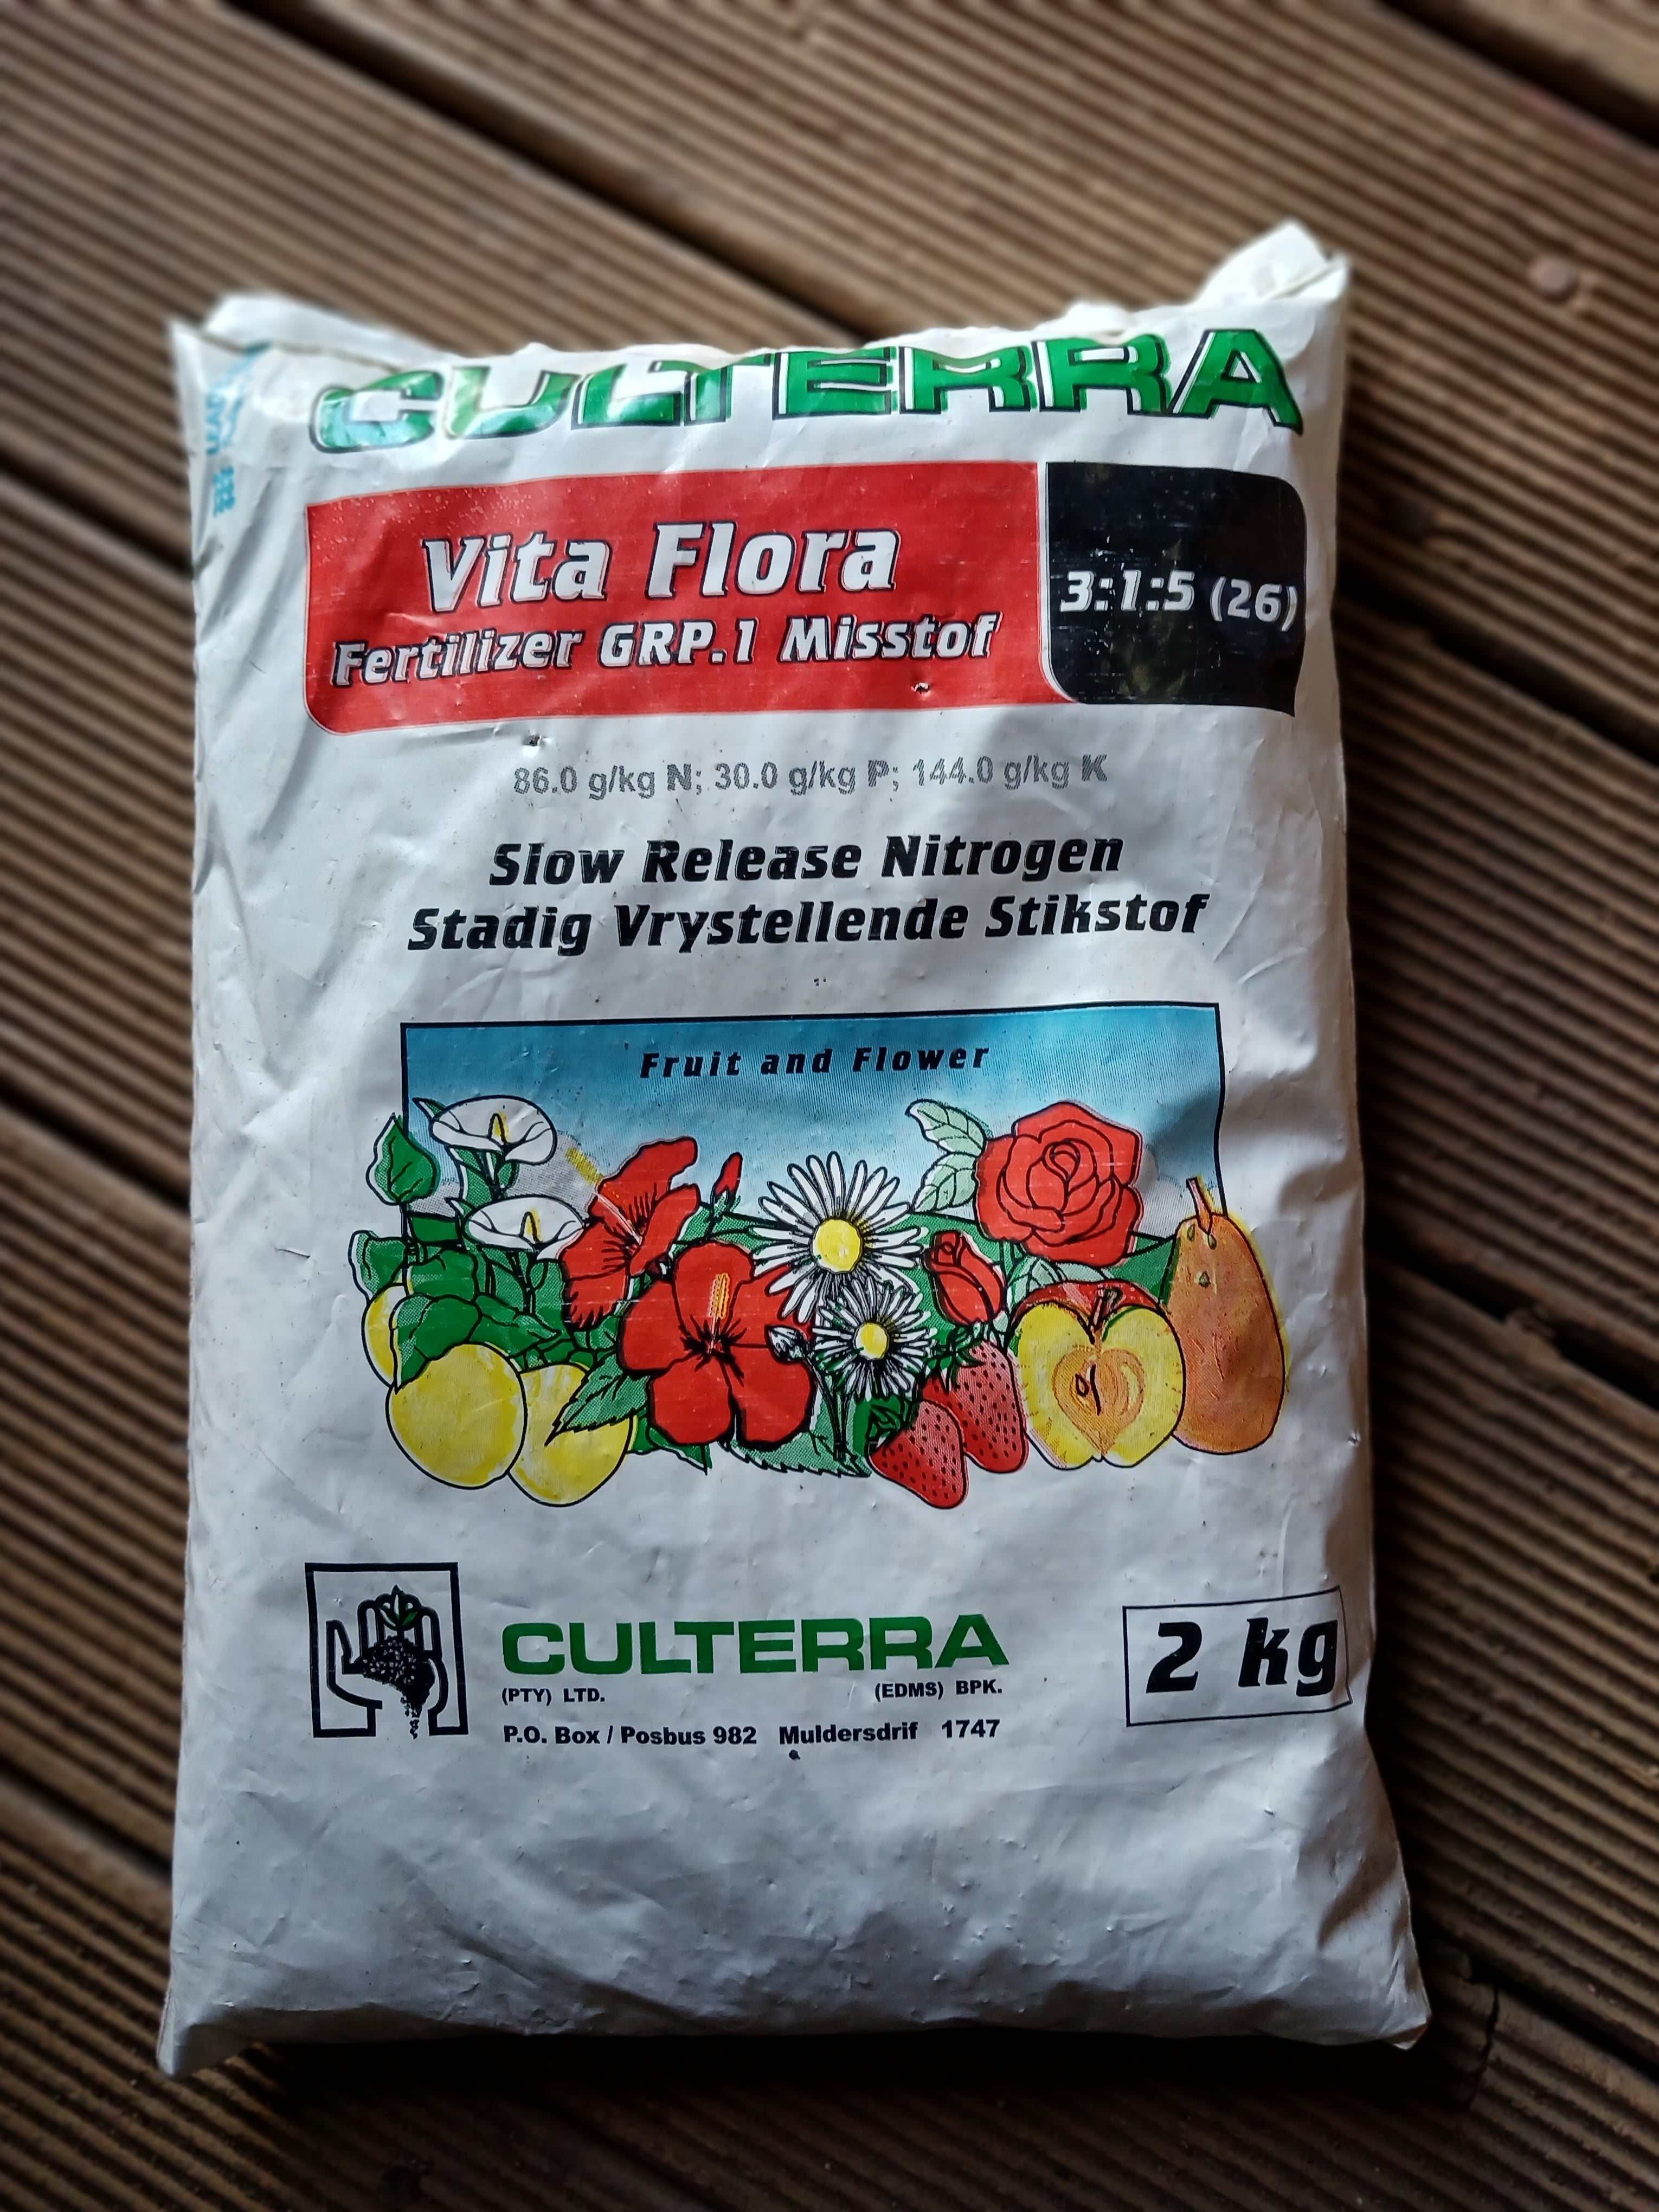 CULTERRA
Vita Flora
Fertilizer GRP.1 Misstof
3:1:5 (26)
86.0 g/kg N; 30.0 g/kg P; 144.0 g/kg K
Slow Release Nitrogen
Stadig Vrystellende Stikstof
Fruit and Flower
CULTERRA
(PTY) LTD. (EDMS) BPK.
P.O. Box / Posbus 982 Muldersdrif 1747
2 kg